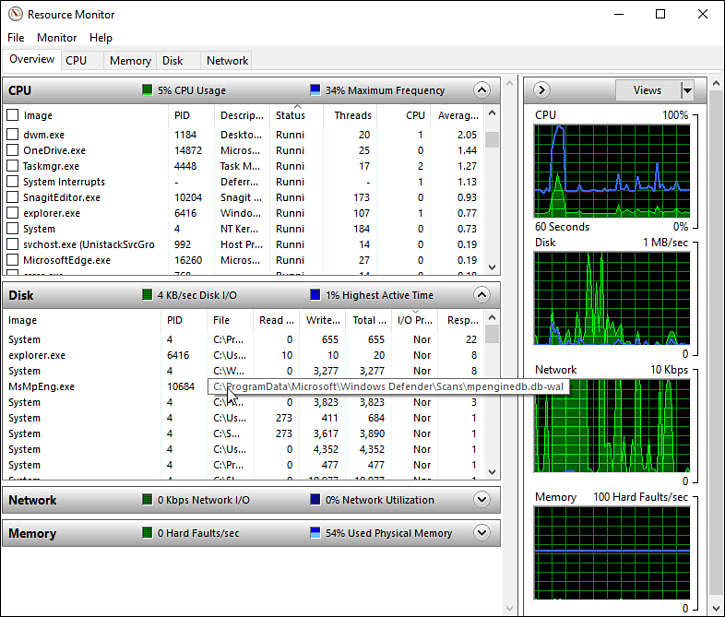 Resource Monitor
File Monitor Help
Overview CPU Memory Disk Network
CPU 5% CPU Usage 34% Maximum Frequency
Image PID Descrip... Status Threads CPU Averag...
dwm.exe 1184 Deskto... Runni 20 1 2.05
OneDrive.exe 14872 Micros... Runni 25 0 1.44
Taskmgr.exe 4448 Task M... Runni 17 2 1.27
System Interrupts - Deferr... Runni - 1 1.13
SnagitEditor.exe 10204 Snagit ... Runni 173 0 0.93
explorer.exe 6416 Windo... Runni 107 1 0.77
System 4 NT Ker... Runni 184 0 0.73
svchost.exe (UnistackSvcGro 992 Host Pr... Runni 14 0 0.19
MicrosoftEdge.exe 16260 Micros... Runni 27 0 0.19
Disk 4 KB/sec Disk I/O 1% Highest Active Time
Image PID File Read ... Write... Total ... I/O Pr... Resp...
System 4 C:\Pr... 0 655 655 Nor 22
explorer.exe 6416 C:\Us... 10 10 20 Nor 8
System 4 C:\W... 0 3,277 3,277 Nor 8
MsMpEng.exe 10684 C:\ProgramData\Microsoft\Windows Defender\Scans\mpenginedb.db-wal
System 4 0 3,823 3,823 Nor 3
System 4 C:\Us... 273 411 684 Nor 1
System 4 C:\S... 273 3,617 3,890 Nor 1
System 4 C:\Us... 0 4,352 4,352 Nor 1
System 4 C:\Pr... 0 477 477 Nor 1
System 4
Network 0 Kbps Network I/O 0% Network Utilization
Memory 0 Hard Faults/sec 54% Used Physical Memory
Views
CPU 100%
60 Seconds 0%
Disk 1 MB/sec
0
Network 10 Kbps
0
Memory 100 Hard Faults/sec
0